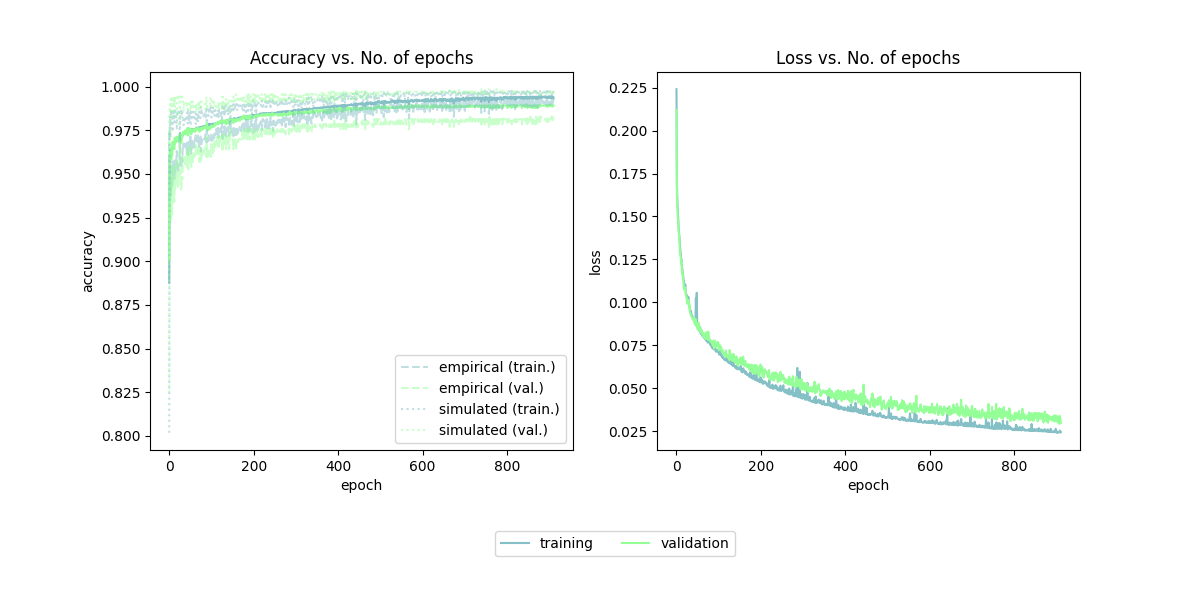 Accuracy vs. No. of epochs
1.000
0.975
0.950
0.925
0.900
0.875
0.850
0.825
0.800
accuracy
0 200 400 600 800
epoch
empirical (train.)
empirical (val.)
simulated (train.)
simulated (val.)
Loss vs. No. of epochs
0.225
0.200
0.175
0.150
0.125
0.100
0.075
0.050
0.025
loss
0 200 400 600 800
epoch
training validation